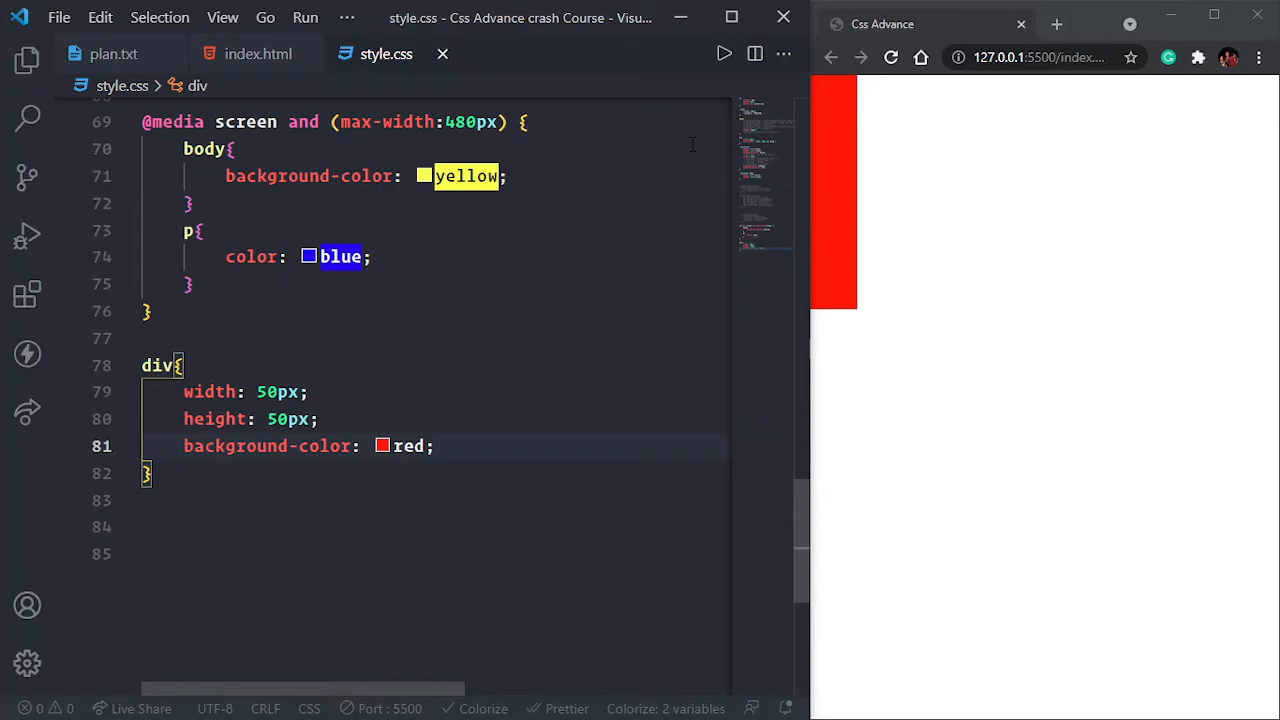 File Edit Selection View Go Run ··· style.css - Css Advance crash Course - Visu...
plan.txt index.html style.css
style.css > div
69 @media screen and (max-width:480px) {
70 body{
71 background-color: yellow;
72 }
73 p{
74 color: blue;
75 }
76 }
77
78 div{
79 width: 50px;
80 height: 50px;
81 background-color: red;
82 }
83
84
85
0 0 Live Share UTF-8 CRLF CSS Port : 5500 Colorize Prettier Colorize: 2 variables
Css Advance
127.0.0.1:5500/index....